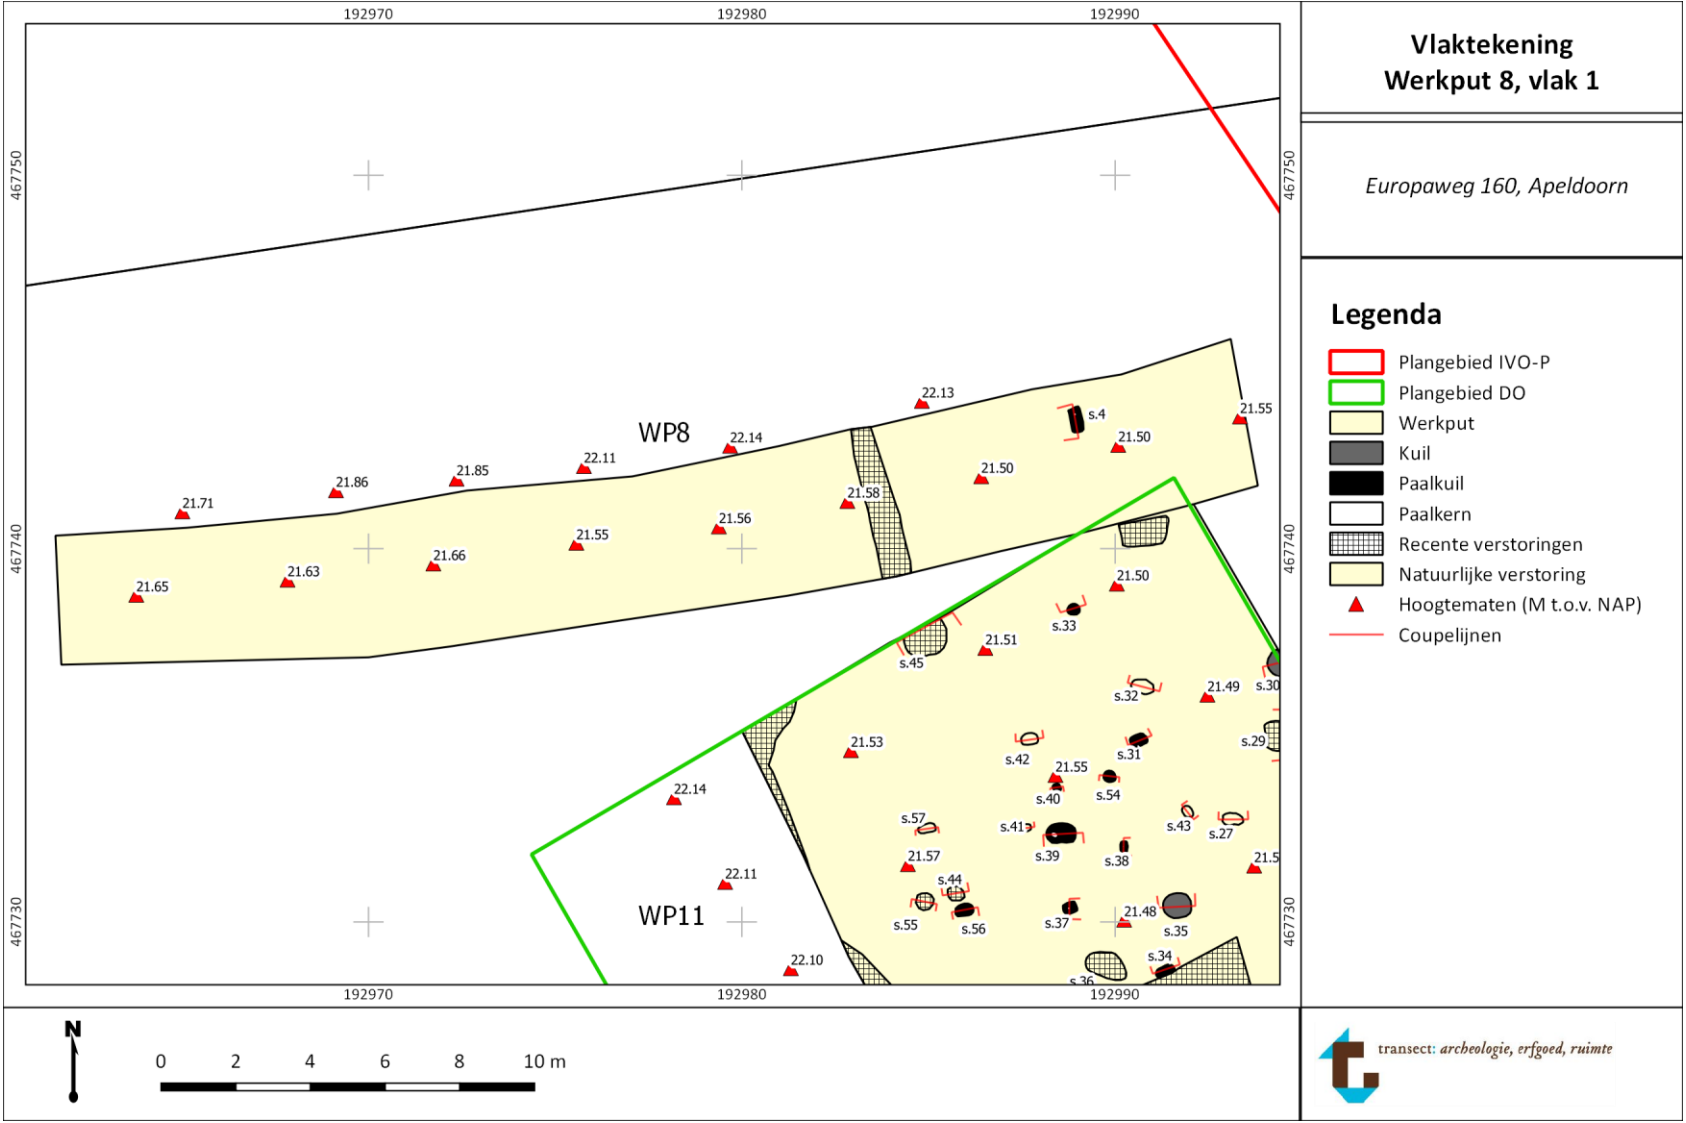 192970
192980
192990
Vlaktekening
Werkput 8, vlak 1
Europaweg 160, Apeldoorn
467750
467750
Legenda
Plangebied IVO-P
Plangebied DO
Werkput
Kuil
Paalkuil
Paalkern
Recente verstoringen
Natuurlijke verstoring
Hoogtematen (M t.o.v. NAP)
Coupelijnen
WP8
22.13
s.4
21.55
22.14
21.50
22.11
21.50
21.85
21.86
21.71
21.58
21.56
21.55
21.66
21.63
21.65
467740
467740
21.50
s.33
21.51
s.45
s.32
21.49
s.30
21.53
s.42
s.31
s.29
21.55
s.40
s.54
22.14
s.57
s.41
s.39
s.43
s.27
s.38
21.57
21.5
22.11
s.44
s.55
s.56
s.37
21.48
s.35
WP11
467730
467730
22.10
s.36
s.34
192970
192980
192990
N
0 2 4 6 8 10 m
transect: archeologie, erfgoed, ruimte